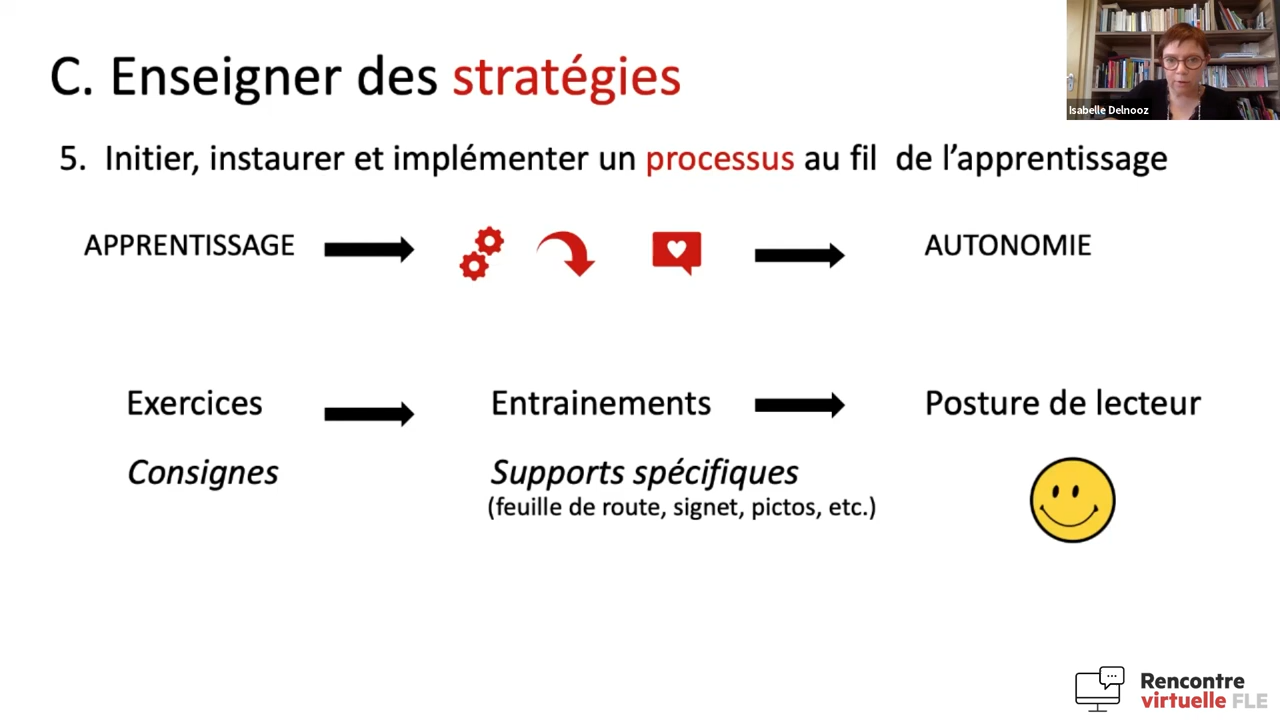 C. Enseigner des stratégies
Isabelle Delnooz
5. Initier, instaurer et implémenter un processus au fil de l’apprentissage
APPRENTISSAGE
AUTONOMIE
Exercices
Entrainements
Posture de lecteur
Consignes
Supports spécifiques
(feuille de route, signet, pictos, etc.)
Rencontre
virtuelle FLE